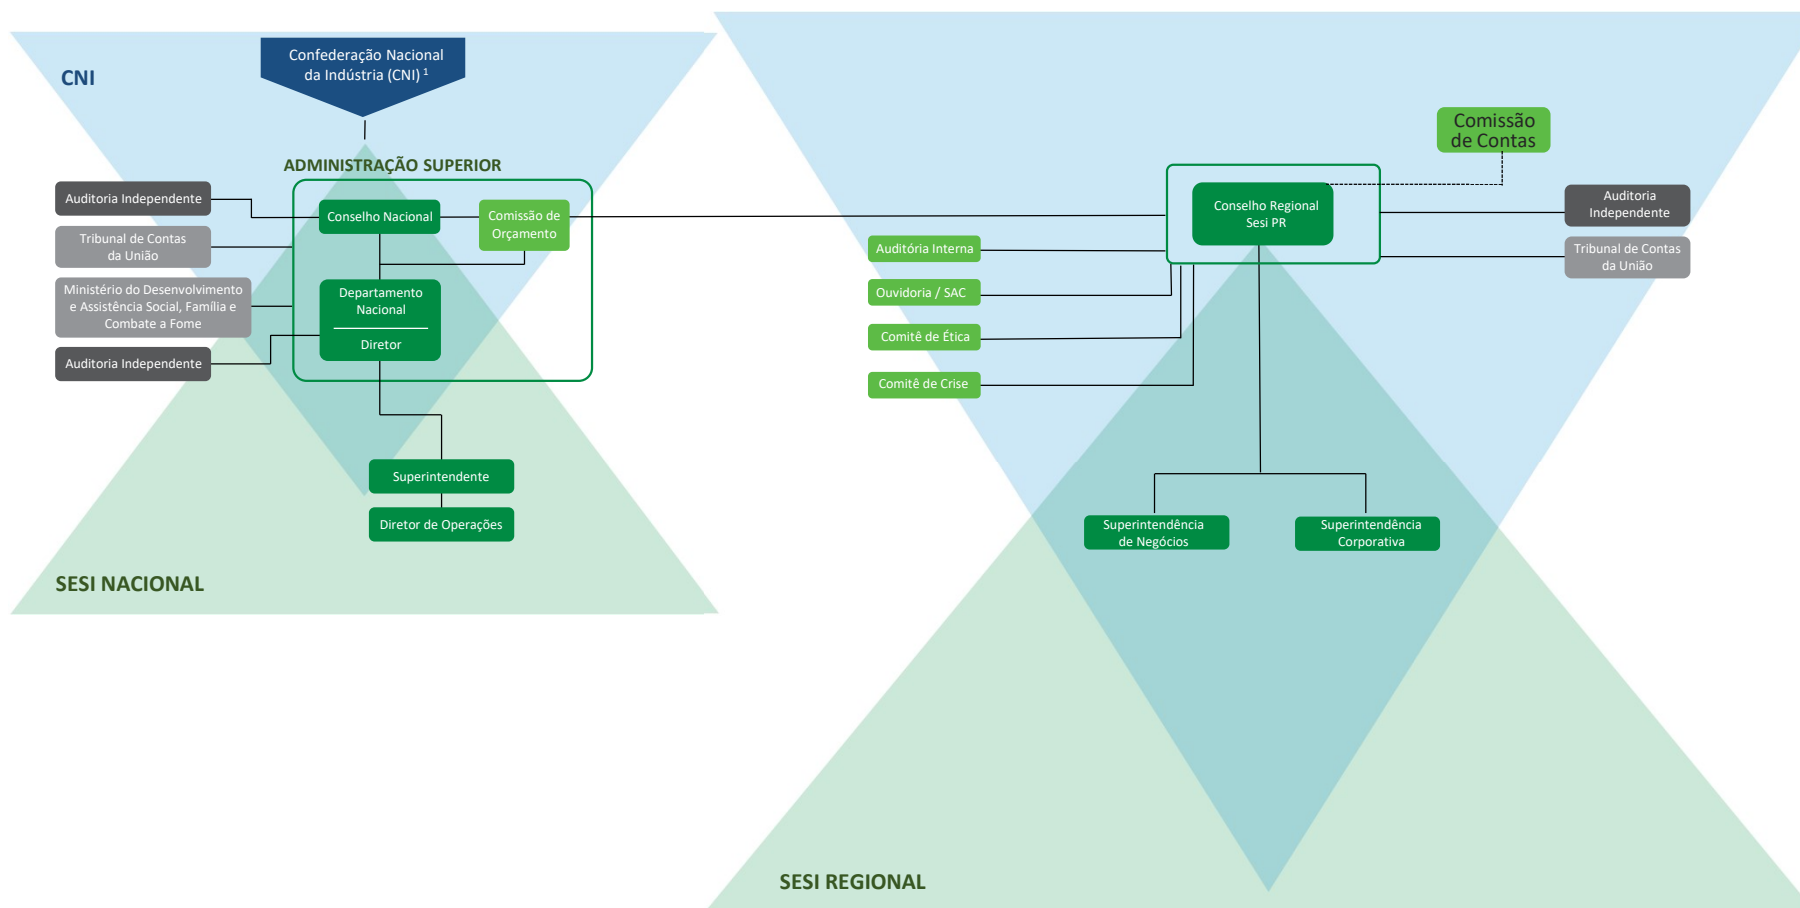 CNI
Confederação Nacional
da Indústria (CNI) ¹
ADMINISTRAÇÃO SUPERIOR
Auditoria Independente
Conselho Nacional
Comissão de
Orçamento
Tribunal de Contas
da União
Ministério do Desenvolvimento
e Assistência Social, Família e
Combate a Fome
Departamento
Nacional
Diretor
Auditoria Independente
Superintendente
Diretor de Operações
SESI NACIONAL
Comissão
de Contas
Conselho Regional
Sesi PR
Auditoria
Independente
Tribunal de Contas
da União
Auditória Interna
Ouvidoria / SAC
Comitê de Ética
Comitê de Crise
Superintendência
de Negócios
Superintendência
Corporativa
SESI REGIONAL